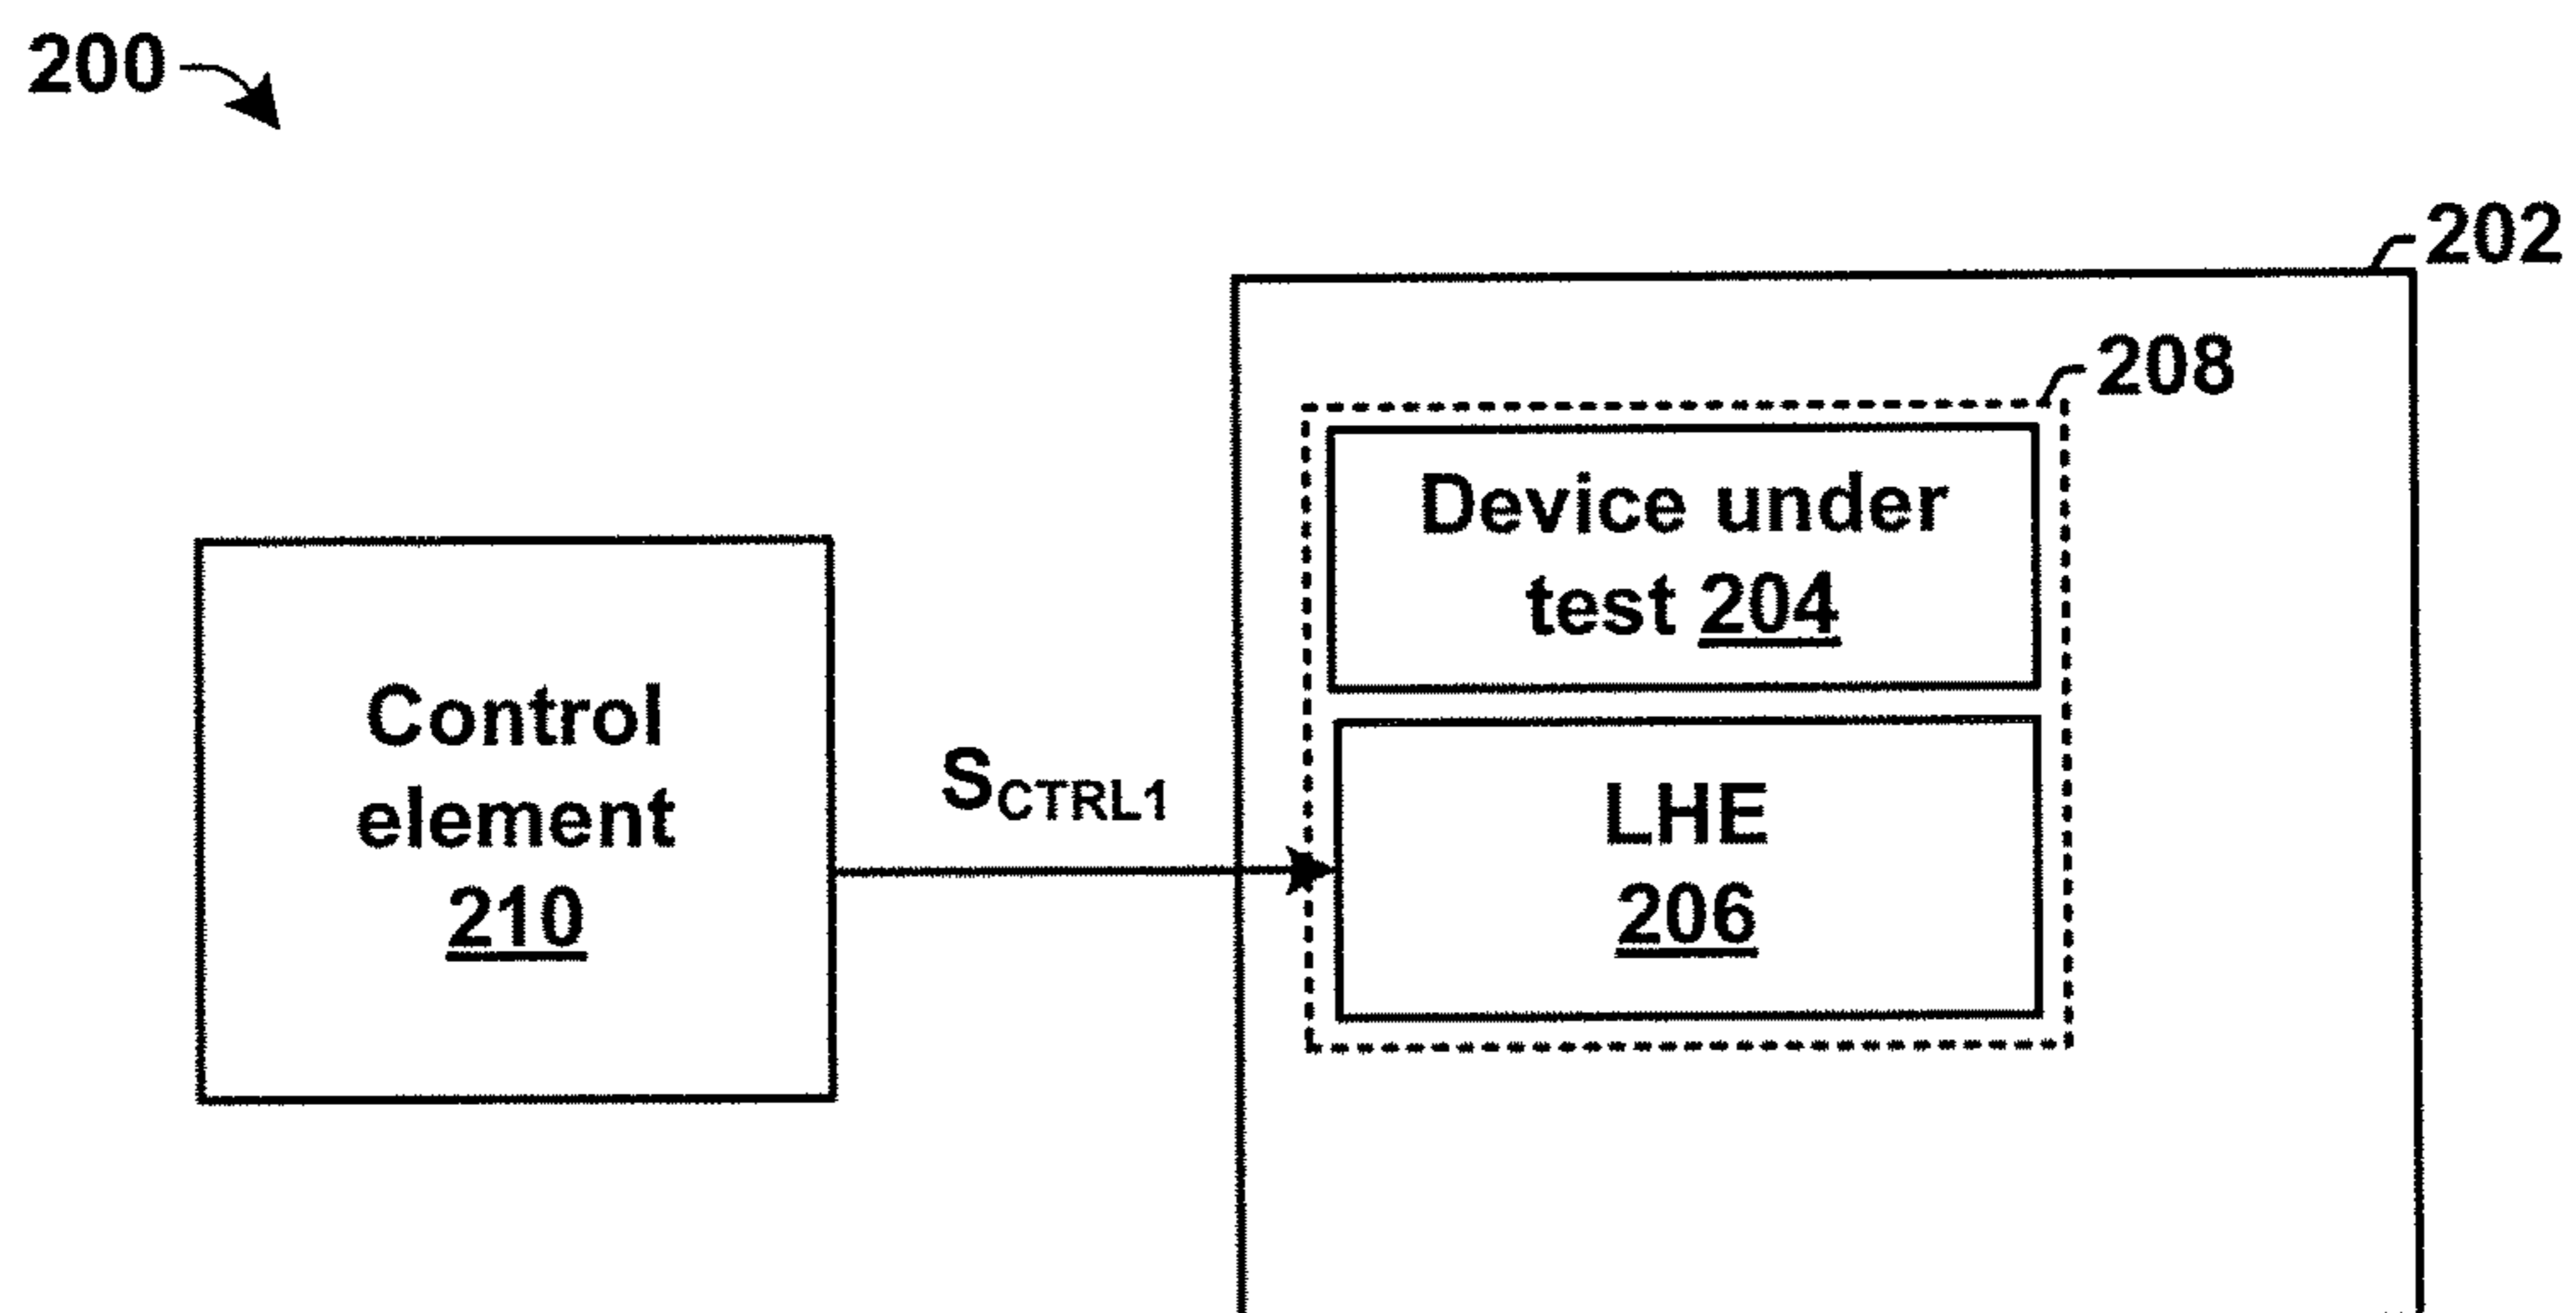 200
202
208
Device under
test 204
Control
element
210
SCTRL1
LHE
206